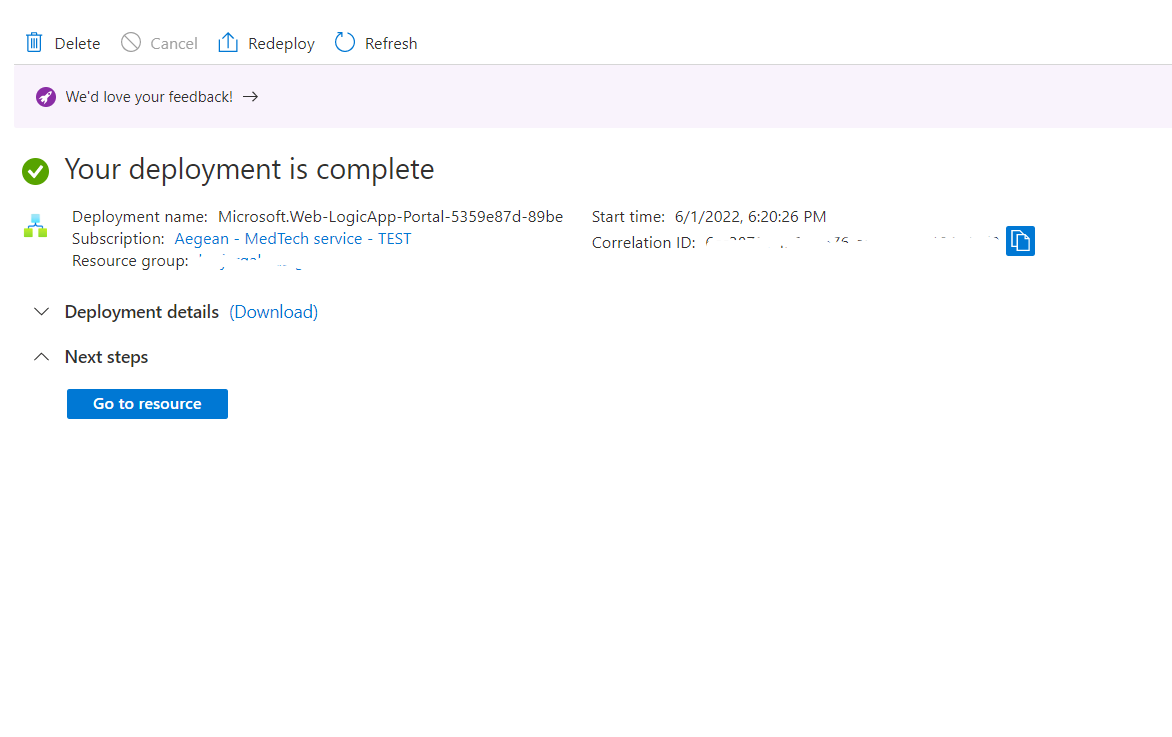 Delete Cancel Redeploy Refresh
We'd love your feedback! →
Your deployment is complete
Deployment name: Microsoft.Web-LogicApp-Portal-5359e87d-89be Start time: 6/1/2022, 6:20:26 PM
Subscription: Aegean - MedTech service - TEST Correlation ID:
Resource group:
Deployment details (Download)
Next steps
Go to resource